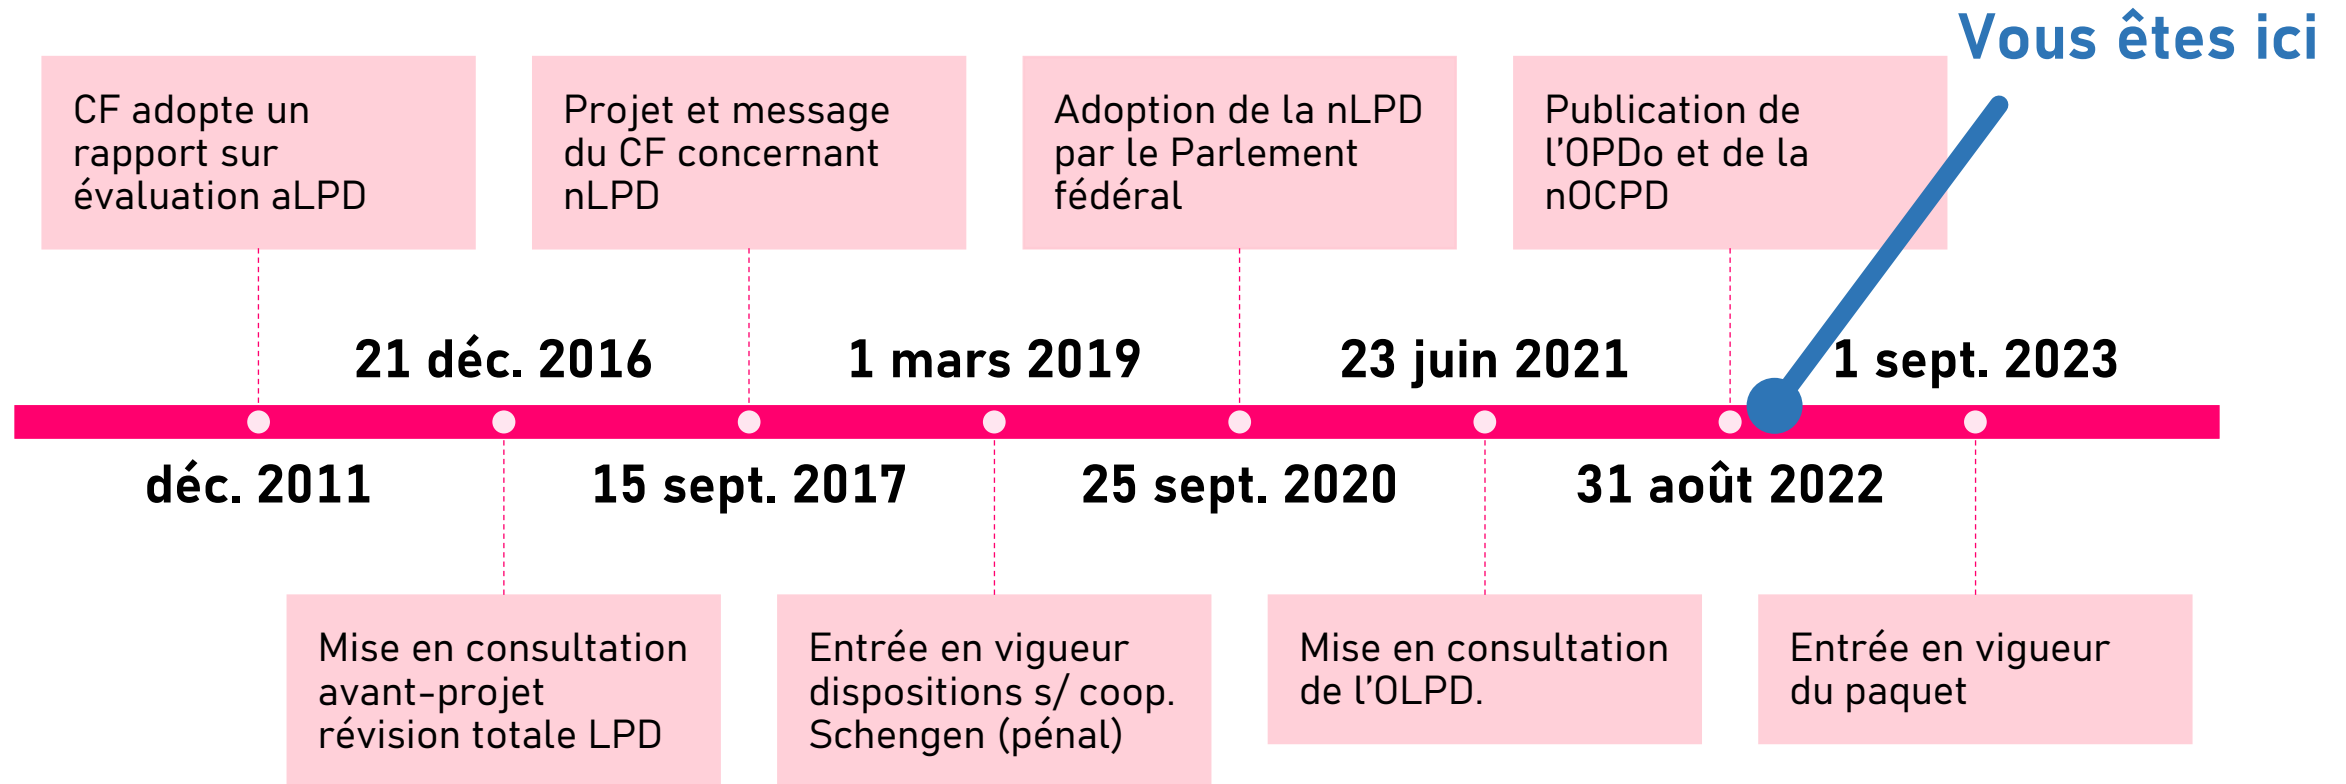 Vous êtes ici
CF adopte un
rapport sur
évaluation aLPD
Projet et message
du CF concernant
nLPD
Adoption de la nLPD
par le Parlement
fédéral
Publication de
l'OPDo et de la
nOCPD
21 déc. 2016
1 mars 2019
23 juin 2021
1 sept. 2023
déc. 2011
15 sept. 2017
25 sept. 2020
31 août 2022
Mise en consultation
avant-projet
révision totale LPD
Entrée en vigueur
dispositions s/ coop.
Schengen (pénal)
Mise en consultation
de l'OLPD.
Entrée en vigueur
du paquet